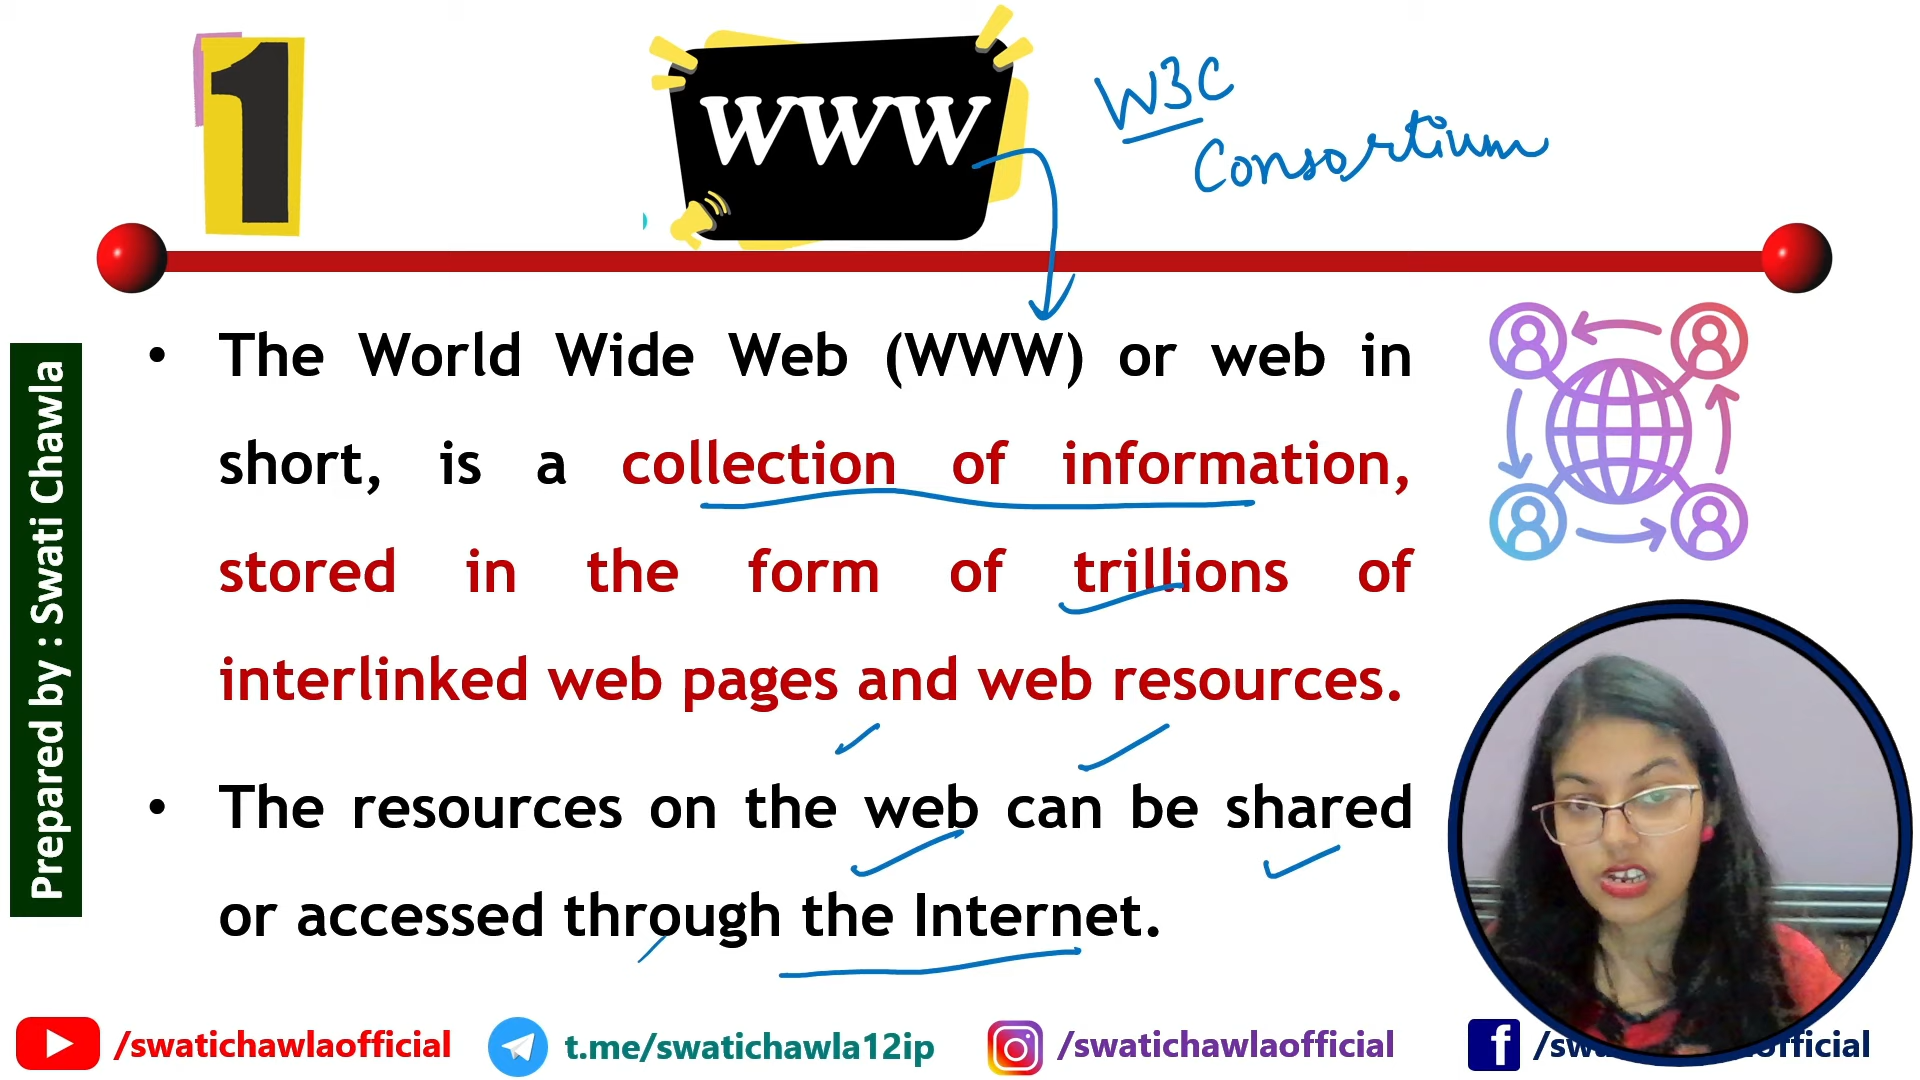 1
WWW
W3C
Consortium
• The World Wide Web (WWW) or web in
short, is a collection of information,
stored in the form of trillions of
interlinked web pages and web resources.
• The resources on the web can be shared
or accessed through the Internet.
Prepared by : Swati Chawla
/swatichawlaofficial
t.me/swatichawla12ip
/swatichawlaofficial